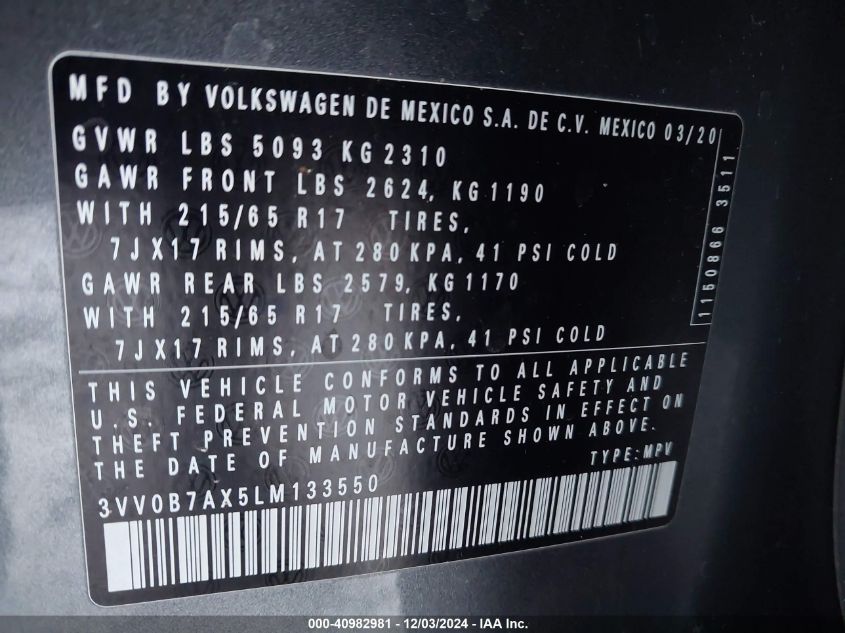 MFD BY VOLKSWAGEN DE MEXICO S.A. DE C.V. MEXICO 03/20
GVWR LBS 5093 KG 2310
GAWR FRONT LBS 2624, KG 1190
WITH 215/65 R17 TIRES,
7JX17 RIMS, AT 280 KPA, 41 PSI COLD
GAWR REAR LBS 2579, KG 1170
WITH 215/65 R17 TIRES,
7JX17 RIMS, AT 280 KPA, 41 PSI COLD
1150866 3511
THIS VEHICLE CONFORMS TO ALL APPLICABLE
U.S. FEDERAL MOTOR VEHICLE SAFETY AND
THEFT PREVENTION STANDARDS IN EFFECT ON
THE DATE OF MANUFACTURE SHOWN ABOVE.
TYPE: MPV
3VV0B7AX5LM133550
000-40982981 - 12/03/2024 - IAA Inc.